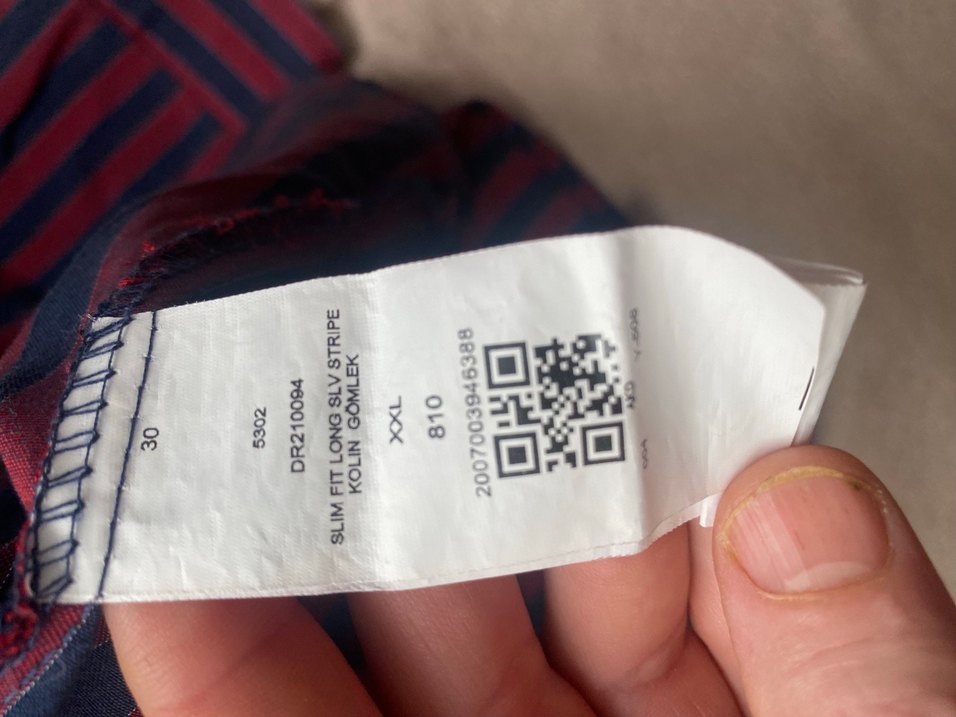 30
5302
DR210094
SLIM FIT LONG SLV STRIPE
KOLIN GÖMLEK
XXL
810
2007003946388